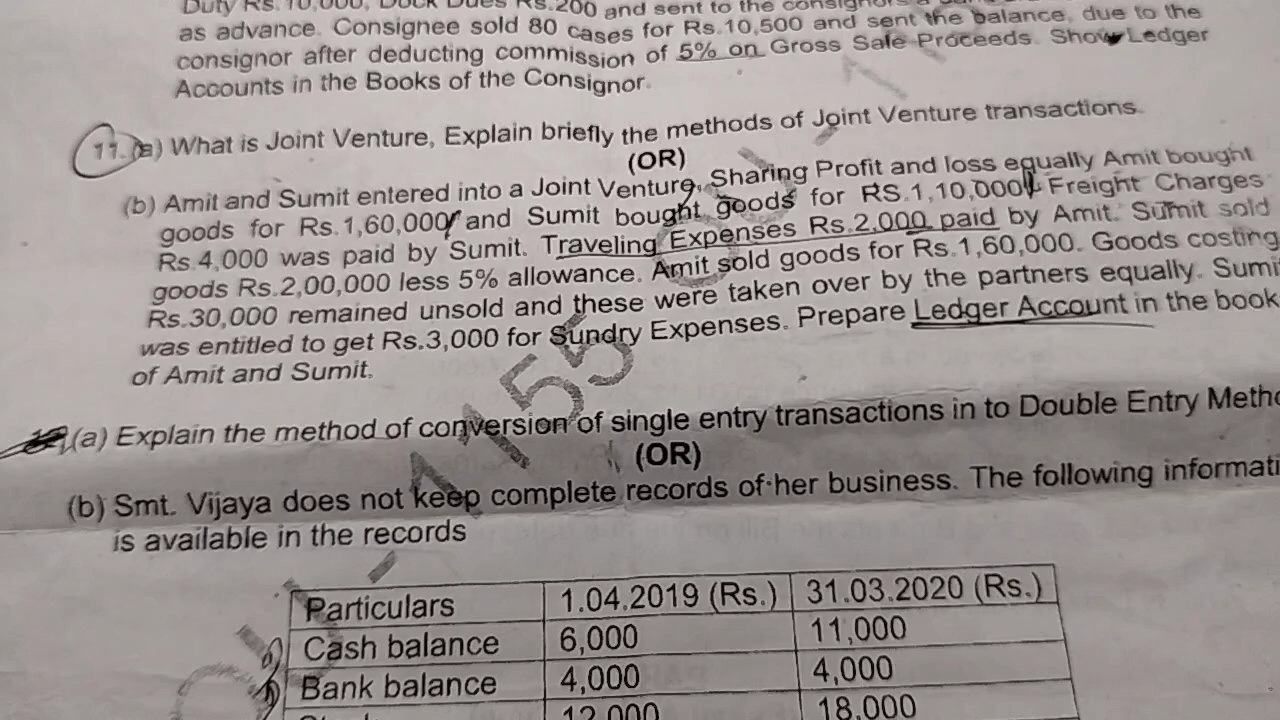 Duty Rs. 10,000, Dock Dues Rs.200 and sent to the consignors a
as advance. Consignee sold 80 cases for Rs.10,500 and sent the balance, due to the
consignor after deducting commission of 5% on Gross Sale Proceeds. Show Ledger
Accounts in the Books of the Consignor.
11.(a) What is Joint Venture, Explain briefly the methods of Joint Venture transactions.
(OR)
(b) Amit and Sumit entered into a Joint Venture, Sharing Profit and loss equally Amit bought
goods for Rs.1,60,000/ and Sumit bought goods for RS.1,10,000/. Freight Charges
Rs.4,000 was paid by Sumit. Traveling Expenses Rs.2,000 paid by Amit. Sumit sold
goods Rs.2,00,000 less 5% allowance. Amit sold goods for Rs.1,60,000. Goods costing
Rs.30,000 remained unsold and these were taken over by the partners equally. Sumi
was entitled to get Rs.3,000 for Sundry Expenses. Prepare Ledger Account in the book
of Amit and Sumit.
(a) Explain the method of conversion of single entry transactions in to Double Entry Metho
(OR)
(b) Smt. Vijaya does not keep complete records of her business. The following informati
is available in the records
Particulars 1.04.2019 (Rs.) 31.03.2020 (Rs.)
Cash balance 6,000 11,000
Bank balance 4,000 4,000
12,000 18,000